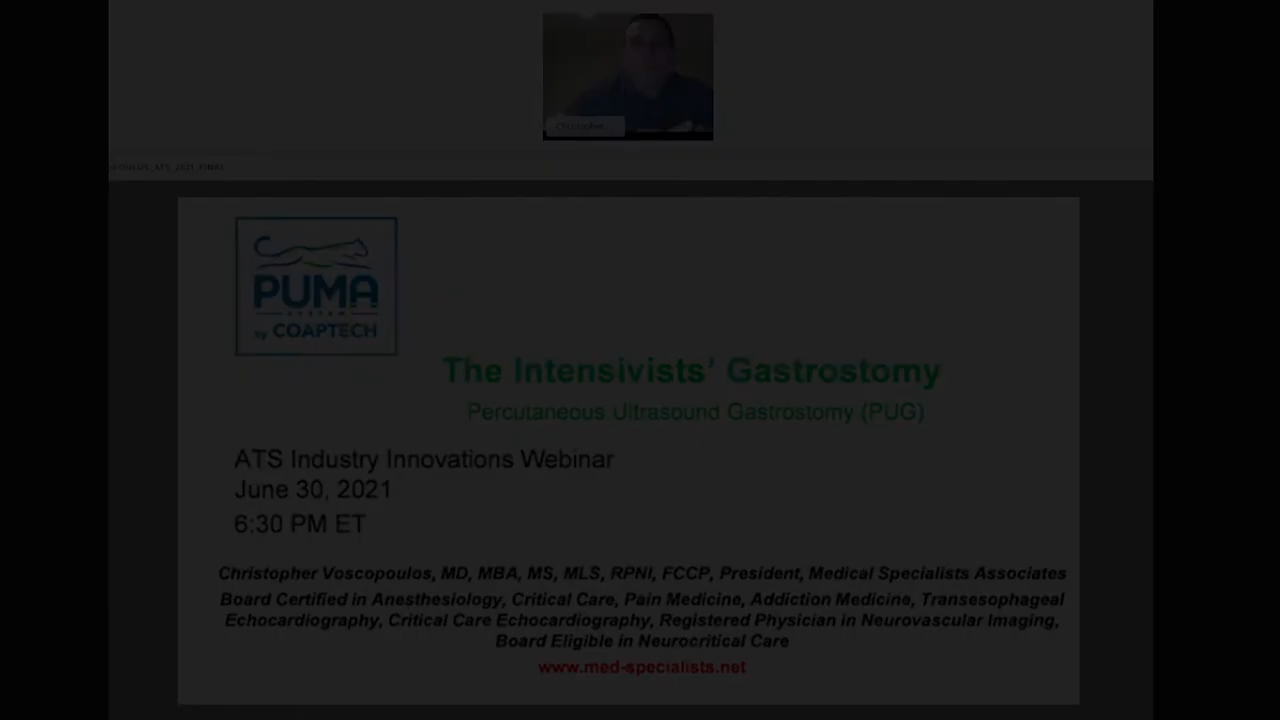 Christopher
PUMA
SYSTEM
by COAPTECH
The Intensivists’ Gastrostomy
Percutaneous Ultrasound Gastrostomy (PUG)
ATS Industry Innovations Webinar
June 30, 2021
6:30 PM ET
Christopher Voscopoulos, MD, MBA, MS, MLS, RPNI, FCCP, President, Medical Specialists Associates
Board Certified in Anesthesiology, Critical Care, Pain Medicine, Addiction Medicine, Transesophageal
Echocardiography, Critical Care Echocardiography, Registered Physician in Neurovascular Imaging,
Board Eligible in Neurocritical Care
www.med-specialists.net